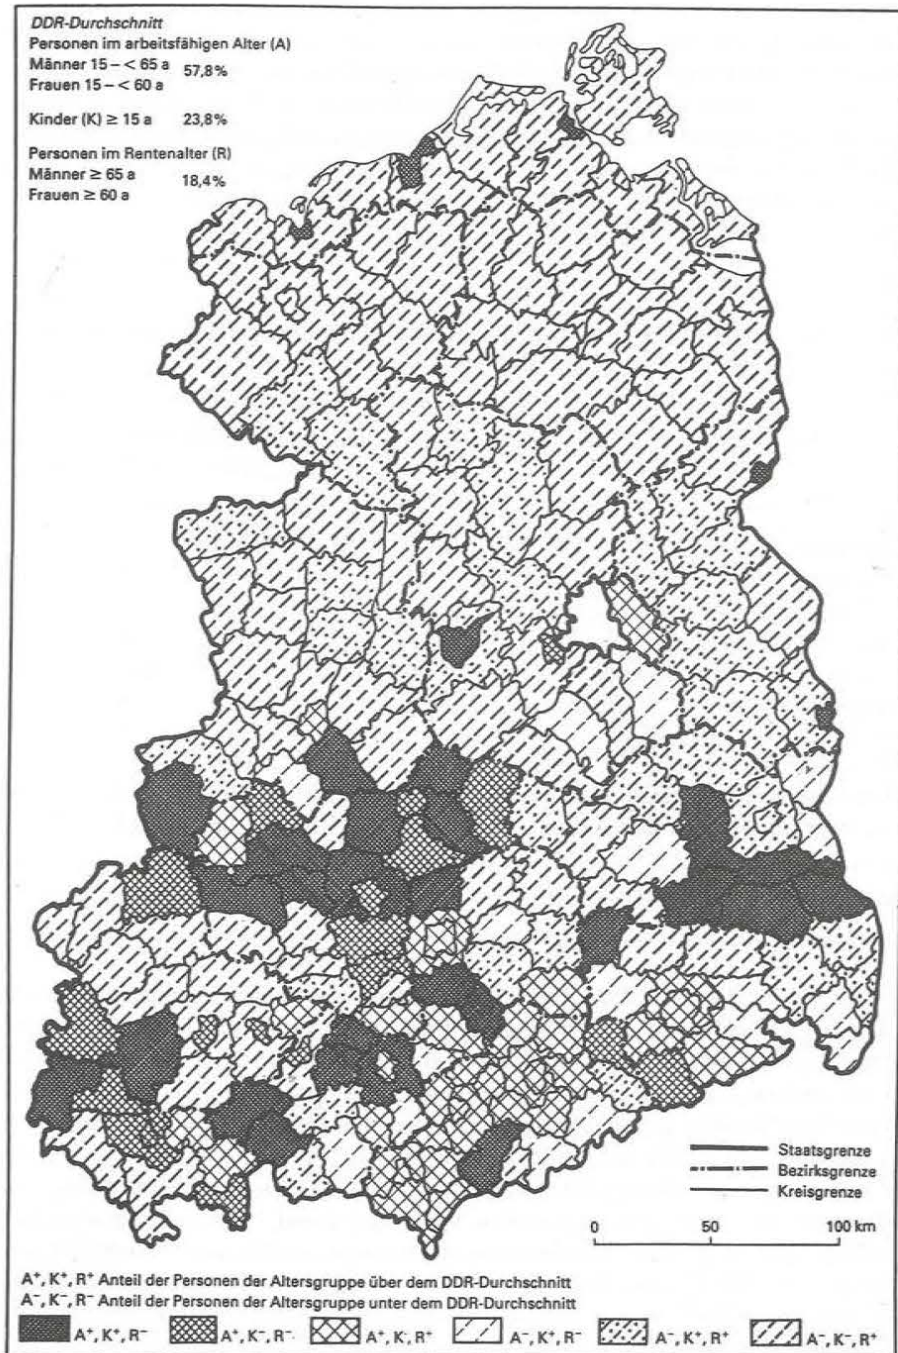 DDR-Durchschnitt
Personen im arbeitsfähigen Alter (A)
Männer 15 – < 65 a 57,8%
Frauen 15 – < 60 a
Kinder (K) ≥ 15 a 23,8%
Personen im Rentenalter (R)
Männer ≥ 65 a 18,4%
Frauen ≥ 60 a
Staatsgrenze
Bezirksgrenze
Kreisgrenze
0 50 100 km
A⁺, K⁺, R⁺ Anteil der Personen der Altersgruppe über dem DDR-Durchschnitt
A⁻, K⁻, R⁻ Anteil der Personen der Altersgruppe unter dem DDR-Durchschnitt
A⁺, K⁺, R⁻ A⁺, K⁻, R⁻ A⁺, K⁻, R⁺ A⁻, K⁺, R⁻ A⁻, K⁺, R⁺ A⁻, K⁻, R⁺